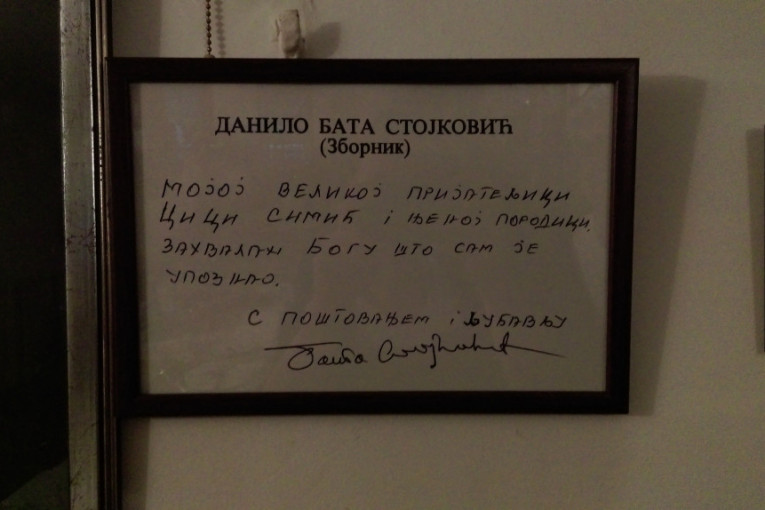 ДАНИЛО БАТА СТОЈКОВИЋ
(Зборник)
МОЈОЈ ВЕЛИКОЈ ПРИЈАТЕЉИЦИ
ЦИЦИ СИМИЋ И ЊЕНОЈ ПОРОДИЦИ.
ЗАХВАЛАН БОГУ ШТО САМ ЈЕ
УПОЗНАО.
С ПОШТОВАЊЕМ И ЉУБАВЉУ
Бата Стојковић